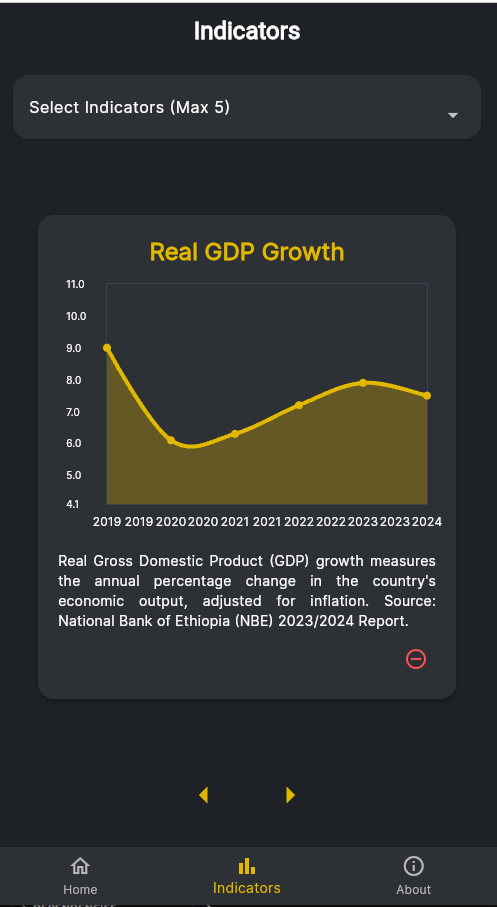 Indicators
Select Indicators (Max 5)
Real GDP Growth
11.0
10.0
9.0
8.0
7.0
6.0
5.0
4.1
2019 2019 2020 2020 2021 2021 2022 2022 2023 2023 2024
Real Gross Domestic Product (GDP) growth measures
the annual percentage change in the country's
economic output, adjusted for inflation. Source:
National Bank of Ethiopia (NBE) 2023/2024 Report.
Home
Indicators
About